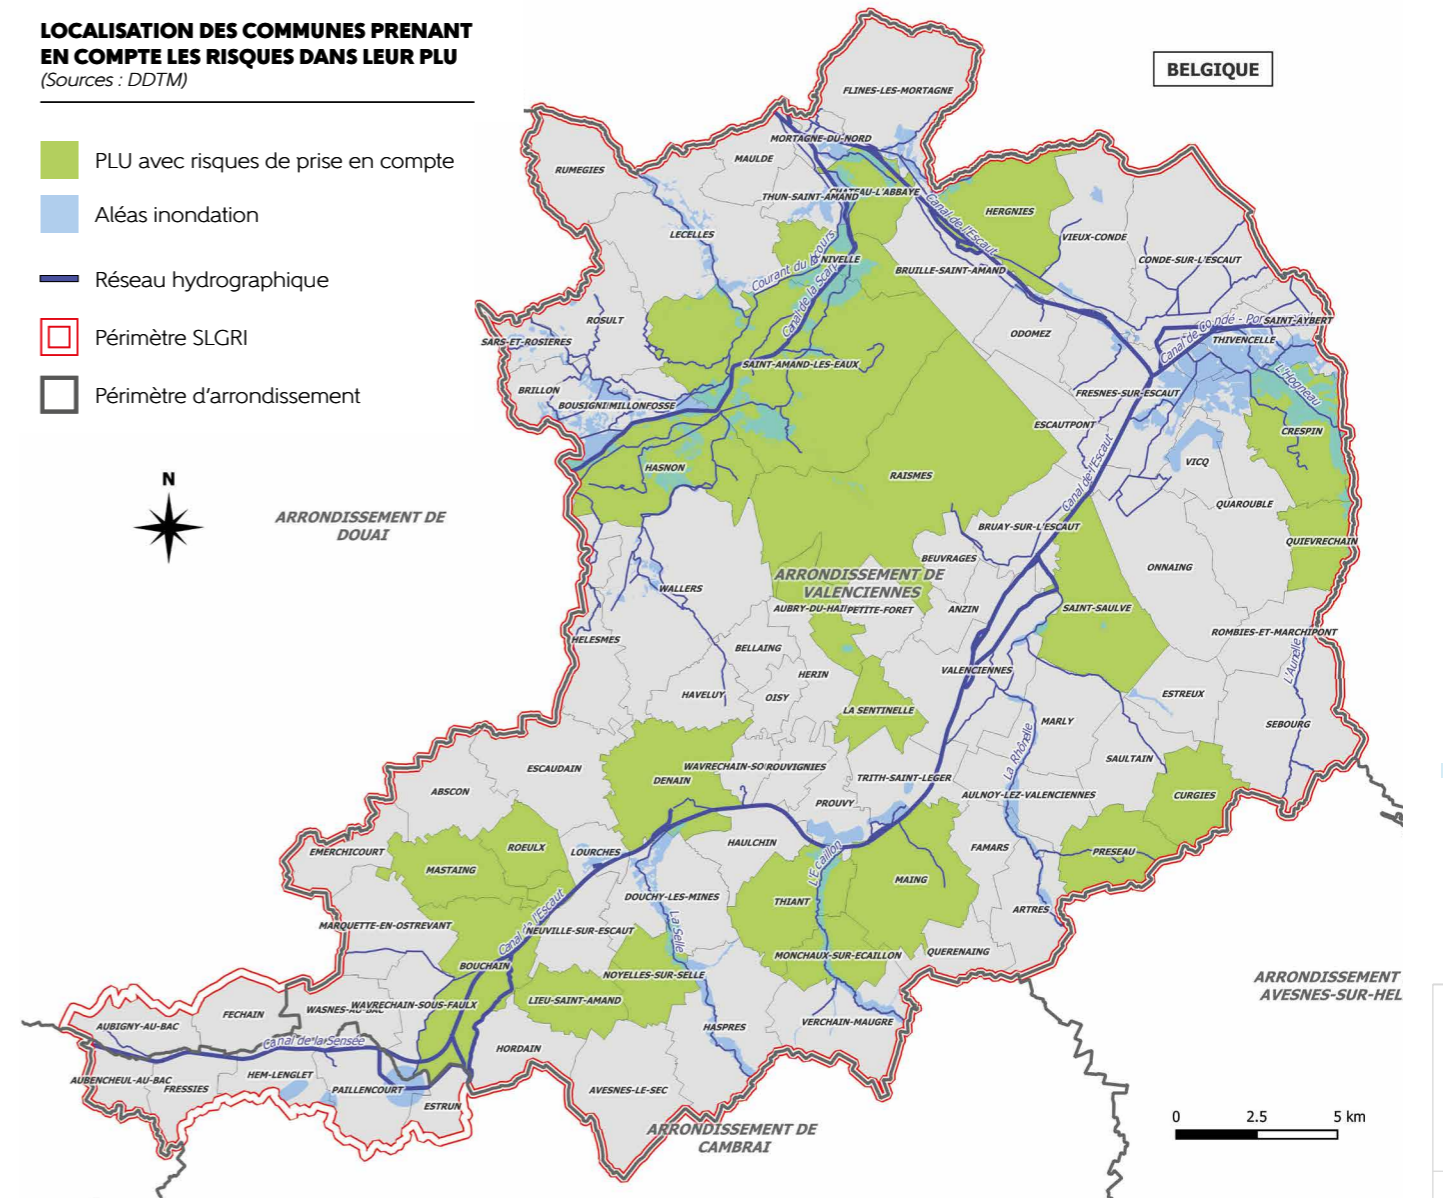 LOCALISATION DES COMMUNES PRENANT
EN COMPTE LES RISQUES DANS LEUR PLU
(Sources : DDTM)
PLU avec risques de prise en compte
Aléas inondation
Réseau hydrographique
Périmètre SLGRI
Périmètre d'arrondissement
N
BELGIQUE
FLINES-LES-MORTAGNE
MORTAGNE-DU-NORD
MAULDE
RUMEGIES
THUN-SAINT-AMAND
CHATEAU-L'ABBAYE
HERGNIES
Canal de l'Escaut
LECELLES
VIEUX-CONDE
NIVELLE
CONDE-SUR-L'ESCAUT
BRUILLE-SAINT-AMAND
Courant du
Canal de la Scarpe
ROSULT
ODOMEZ
Canal de Condé -
SAINT-AYBERT
SARS-ET-ROSIERES
THIVENCELLE
SAINT-AMAND-LES-EAUX
L'Hogneau
BRILLON
BOUSIGNI
MILLONFOSSE
FRESNES-SUR-ESCAUT
ESCAUTPONT
CRESPIN
VICQ
HASNON
RAISMES
Canal de l'Escaut
QUAROUBLE
ARRONDISSEMENT DE
DOUAI
BRUAY-SUR-L'ESCAUT
QUIEVRECHAIN
BEUVRAGES
ONNAING
ARRONDISSEMENT DE
VALENCIENNES
WALLERS
AUBRY-DU-HAI
PETITE-FORET
ANZIN
SAINT-SAULVE
HELESMES
ROMBIES-ET-MARCHIPONT
BELLAING
L'Aunelle
HERIN
VALENCIENNES
HAVELUY
OISY
ESTREUX
LA SENTINELLE
MARLY
SEBOURG
La Rhônelle
SAULTAIN
ESCAUDAIN
WAVRECHAIN-SO
ROUVIGNIES
DENAIN
TRITH-SAINT-LEGER
ABSCON
AULNOY-LEZ-VALENCIENNES
CURGIES
PROUVY
HAULCHIN
EMERCHICOURT
ROEULX
LOURCHES
FAMARS
PRESEAU
L'Ecaillon
MASTAING
MAING
DOUCHY-LES-MINES
THIANT
ARTRES
MARQUETTE-EN-OSTREVANT
Canal de l'Escaut
NEUVILLE-SUR-ESCAUT
La Selle
QUERENAING
MONCHAUX-SUR-ECAILLON
BOUCHAIN
NOYELLES-SUR-SELLE
ARRONDISSEMENT
AVESNES-SUR-HEL
LIEU-SAINT-AMAND
WAVRECHAIN-SOUS-FAULX
WASNES-AU-BAC
FECHAIN
AUBIGNY-AU-BAC
VERCHAIN-MAUGRE
HASPRES
Canal de la Sensée
HORDAIN
HEM-LENGLET
AUBENCHEUL-AU-BAC
FRESSIES
PAILLENCOURT
AVESNES-LE-SEC
ESTRUN
ARRONDISSEMENT DE
CAMBRAI
0 2.5 5 km